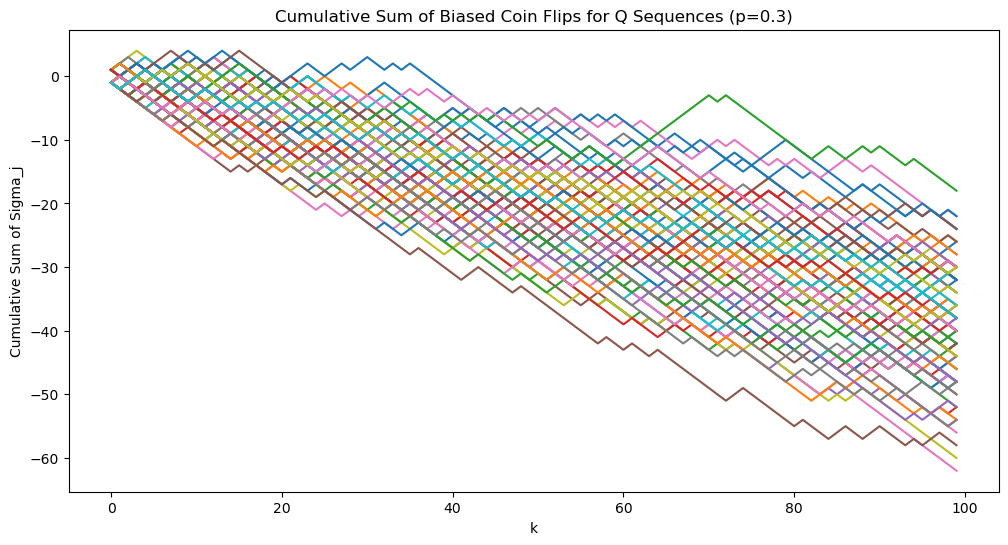 Cumulative Sum of Biased Coin Flips for Q Sequences (p=0.3)
Cumulative Sum of Sigma_j
0
−10
−20
−30
−40
−50
−60
0 20 40 60 80 100
k